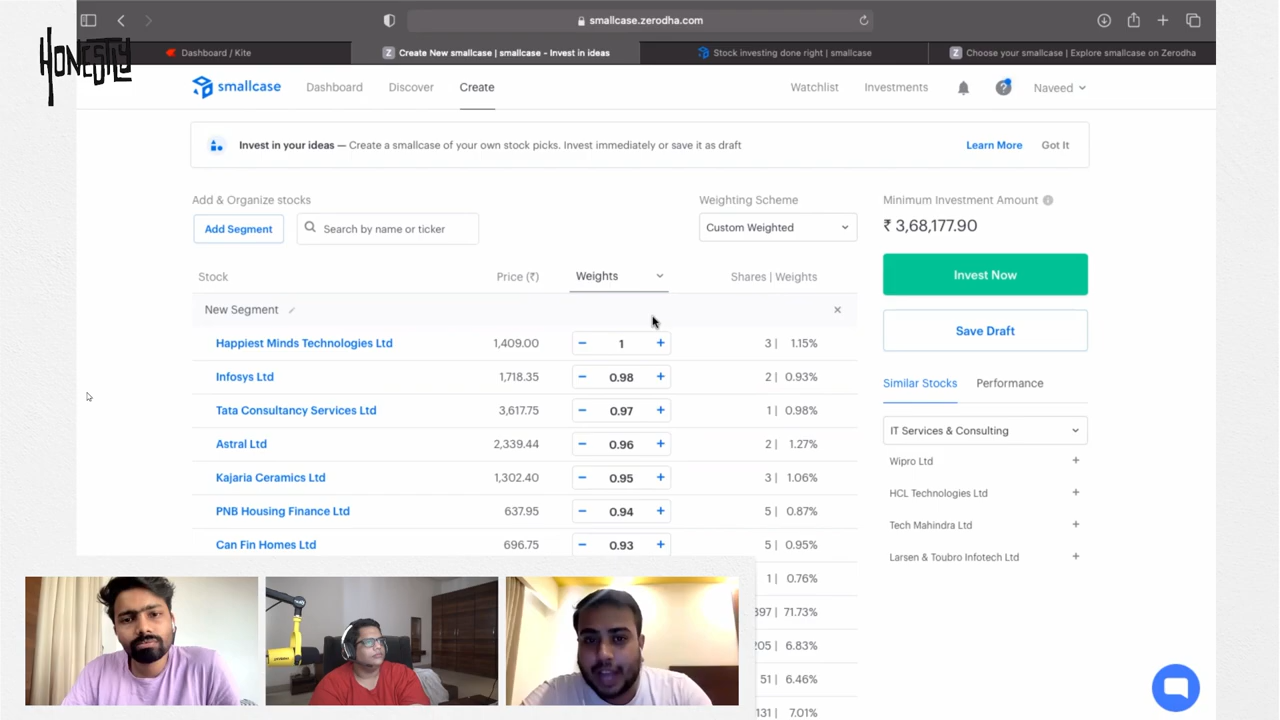 smallcase.zerodha.com
HONESTLY
Dashboard / Kite
Create New smallcase | smallcase - Invest in ideas
Stock investing done right | smallcase
Choose your smallcase | Explore smallcase on Zerodha
smallcase
Dashboard
Discover
Create
Watchlist
Investments
Naveed
Invest in your ideas — Create a smallcase of your own stock picks. Invest immediately or save it as draft
Learn More
Got It
Add & Organize stocks
Weighting Scheme
Minimum Investment Amount
Add Segment
Search by name or ticker
Custom Weighted
₹ 3,68,177.90
Stock
Price (₹)
Weights
Shares | Weights
Invest Now
New Segment
Save Draft
Happiest Minds Technologies Ltd 1,409.00 − 1 + 3 | 1.15%
Infosys Ltd 1,718.35 − 0.98 + 2 | 0.93%
Tata Consultancy Services Ltd 3,617.75 − 0.97 + 1 | 0.98%
Astral Ltd 2,339.44 − 0.96 + 2 | 1.27%
Kajaria Ceramics Ltd 1,302.40 − 0.95 + 3 | 1.06%
PNB Housing Finance Ltd 637.95 − 0.94 + 5 | 0.87%
Can Fin Homes Ltd 696.75 − 0.93 + 5 | 0.95%
1 | 0.76%
397 | 71.73%
205 | 6.83%
51 | 6.46%
131 | 7.01%
Similar Stocks
Performance
IT Services & Consulting
Wipro Ltd +
HCL Technologies Ltd +
Tech Mahindra Ltd +
Larsen & Toubro Infotech Ltd +